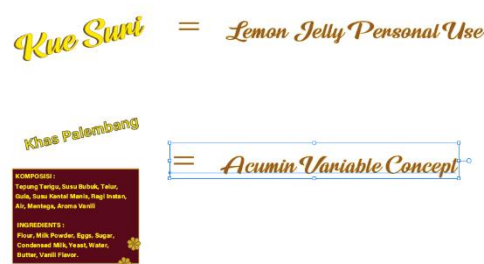 Kue Suri = Lemon Jelly Personal Use
Khas Palembang
= Acumin Variable Concept
KOMPOSISI :
Tepung Terigu, Susu Bubuk, Telur,
Gula, Susu Kental Manis, Ragi Instan,
Air, Mentega, Aroma Vanili
INGREDIENTS :
Flour, Milk Powder, Eggs, Sugar,
Condensed Milk, Yeast, Water,
Butter, Vanili Flavor.